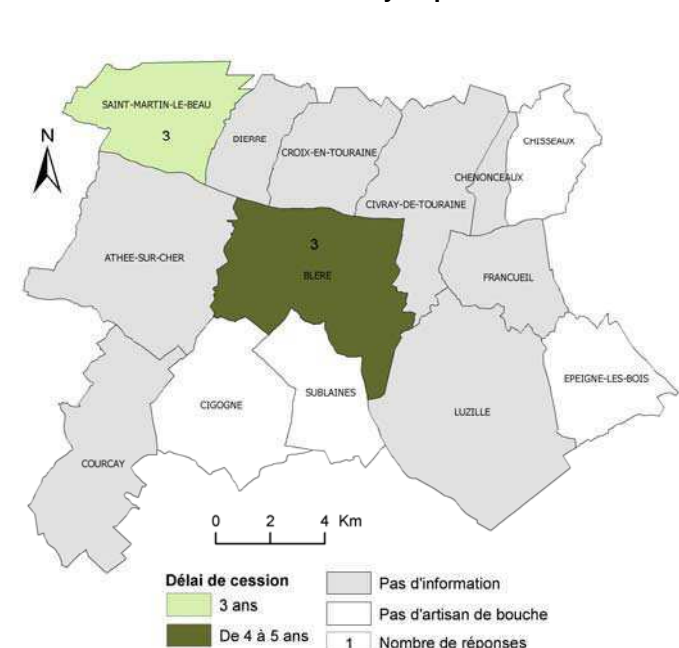 SAINT-MARTIN-LE-BEAU
3
N
DIERRE
CROIX-EN-TOURAINE
CHISSEAUX
CHENONCEAUX
CIVRAY-DE-TOURAINE
3
ATHEE-SUR-CHER
BLERE
FRANCUEIL
EPEIGNE-LES-BOIS
SUBLAINES
CIGOGNE
LUZILLE
COURCAY
0 2 4 Km
Délai de cession
3 ans
De 4 à 5 ans
Pas d'information
Pas d'artisan de bouche
1 Nombre de réponses